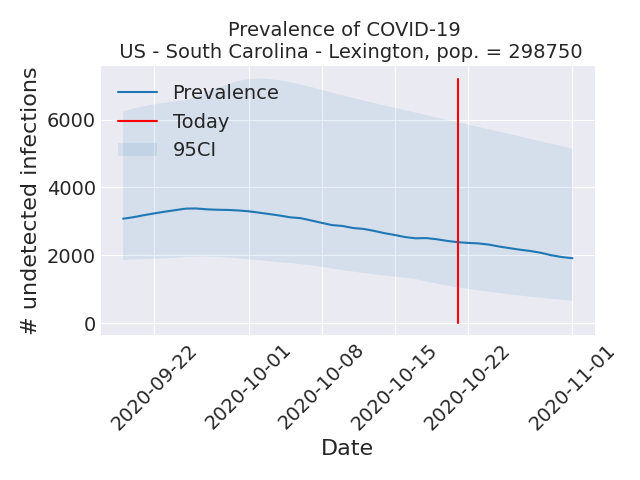 Prevalence of COVID-19
US - South Carolina - Lexington, pop. = 298750
# undetected infections
6000
4000
2000
0
Prevalence
Today
95CI
2020-09-22
2020-10-01
2020-10-08
2020-10-15
2020-10-22
2020-11-01
Date